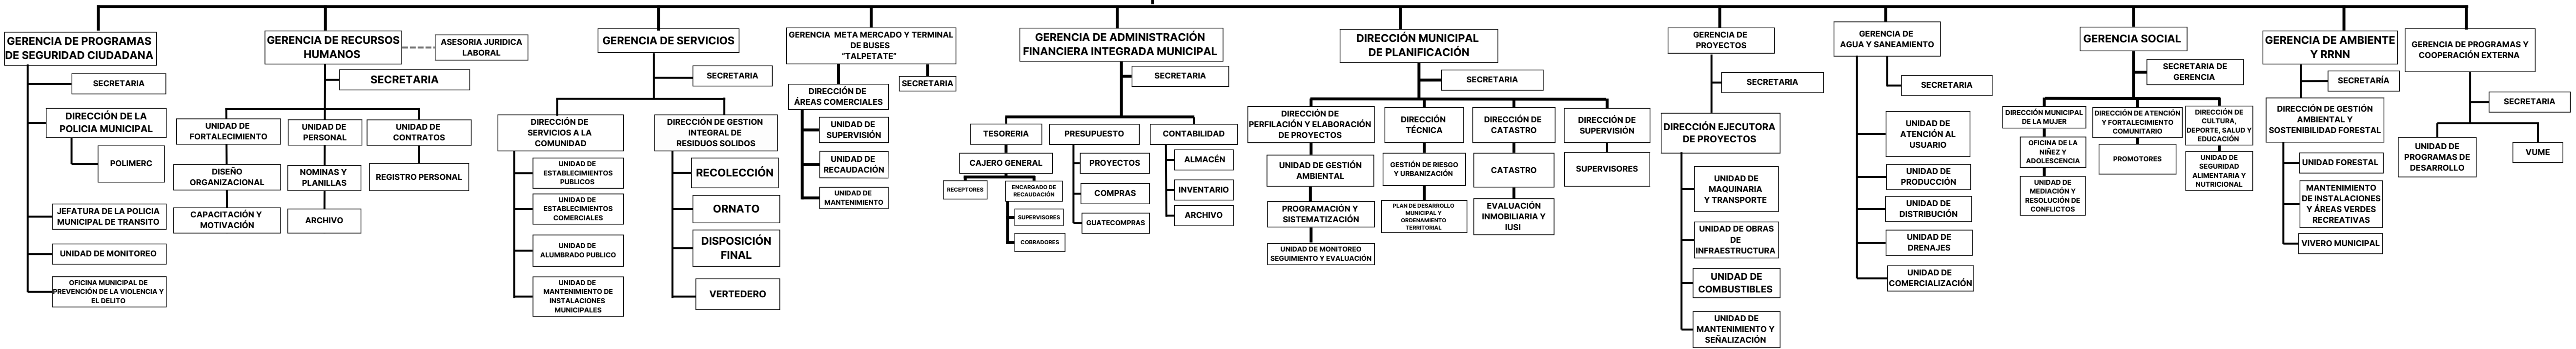 GERENCIA DE PROGRAMAS
DE SEGURIDAD CIUDADANA
SECRETARIA
DIRECCIÓN DE LA
POLICIA MUNICIPAL
POLIMERC
JEFATURA DE LA POLICIA
MUNICIPAL DE TRANSITO
UNIDAD DE MONITOREO
OFICINA MUNICIPAL DE
PREVENCIÓN DE LA VIOLENCIA Y
EL DELITO
GERENCIA DE RECURSOS
HUMANOS
ASESORIA JURIDICA
LABORAL
SECRETARIA
UNIDAD DE
FORTALECIMIENTO
DISEÑO
ORGANIZACIONAL
CAPACITACIÓN Y
MOTIVACIÓN
UNIDAD DE
PERSONAL
NOMINAS Y
PLANILLAS
ARCHIVO
UNIDAD DE
CONTRATOS
REGISTRO PERSONAL
GERENCIA DE SERVICIOS
SECRETARIA
DIRECCIÓN DE
SERVICIOS A LA
COMUNIDAD
UNIDAD DE
ESTABLECIMIENTOS
PUBLICOS
UNIDAD DE
ESTABLECIMIENTOS
COMERCIALES
UNIDAD DE
ALUMBRADO PUBLICO
UNIDAD DE
MANTENIMIENTO DE
INSTALACIONES
MUNICIPALES
DIRECCIÓN DE GESTION
INTEGRAL DE
RESIDUOS SOLIDOS
RECOLECCIÓN
ORNATO
DISPOSICIÓN
FINAL
VERTEDERO
GERENCIA META MERCADO Y TERMINAL
DE BUSES
“TALPETATE”
SECRETARIA
DIRECCIÓN DE
ÁREAS COMERCIALES
UNIDAD DE
SUPERVISIÓN
UNIDAD DE
RECAUDACIÓN
UNIDAD DE
MANTENIMIENTO
GERENCIA DE ADMINISTRACIÓN
FINANCIERA INTEGRADA MUNICIPAL
SECRETARIA
TESORERIA
CAJERO GENERAL
RECEPTORES
ENCARGADO DE
RECAUDACIÓN
SUPERVISORES
COBRADORES
PRESUPUESTO
PROYECTOS
COMPRAS
GUATECOMPRAS
CONTABILIDAD
ALMACÉN
INVENTARIO
ARCHIVO
DIRECCIÓN MUNICIPAL
DE PLANIFICACIÓN
SECRETARIA
DIRECCIÓN DE
PERFILACIÓN Y ELABORACIÓN
DE PROYECTOS
UNIDAD DE GESTIÓN
AMBIENTAL
PROGRAMACIÓN Y
SISTEMATIZACIÓN
UNIDAD DE MONITOREO
SEGUIMIENTO Y EVALUACIÓN
DIRECCIÓN
TÉCNICA
GESTIÓN DE RIESGO
Y URBANIZACIÓN
PLAN DE DESARROLLO
MUNICIPAL Y
ORDENAMIENTO
TERRITORIAL
DIRECCIÓN DE
CATASTRO
CATASTRO
EVALUACIÓN
INMOBILIARIA Y
IUSI
DIRECCIÓN DE
SUPERVISIÓN
SUPERVISORES
GERENCIA DE
PROYECTOS
SECRETARIA
DIRECCIÓN EJECUTORA
DE PROYECTOS
UNIDAD DE
MAQUINARIA
Y TRANSPORTE
UNIDAD DE OBRAS
DE
INFRAESTRUCTURA
UNIDAD DE
COMBUSTIBLES
UNIDAD DE
MANTENIMIENTO Y
SEÑALIZACIÓN
GERENCIA DE
AGUA Y SANEAMIENTO
SECRETARIA
UNIDAD DE
ATENCIÓN AL
USUARIO
UNIDAD DE
PRODUCCIÓN
UNIDAD DE
DISTRIBUCIÓN
UNIDAD DE
DRENAJES
UNIDAD DE
COMERCIALIZACIÓN
GERENCIA SOCIAL
SECRETARIA DE
GERENCIA
DIRECCIÓN MUNICIPAL
DE LA MUJER
OFICINA DE LA
NIÑEZ Y
ADOLESCENCIA
UNIDAD DE
MEDIACIÓN Y
RESOLUCIÓN DE
CONFLICTOS
DIRECCIÓN DE ATENCIÓN
Y FORTALECIMIENTO
COMUNITARIO
PROMOTORES
DIRECCIÓN DE
CULTURA,
DEPORTE, SALUD Y
EDUCACIÓN
UNIDAD DE
SEGURIDAD
ALIMENTARIA Y
NUTRICIONAL
GERENCIA DE AMBIENTE
Y RRNN
SECRETARÍA
DIRECCIÓN DE GESTIÓN
AMBIENTAL Y
SOSTENIBILIDAD FORESTAL
UNIDAD FORESTAL
MANTENIMIENTO
DE INSTALACIONES
Y ÁREAS VERDES
RECREATIVAS
VIVERO MUNICIPAL
GERENCIA DE PROGRAMAS Y
COOPERACIÓN EXTERNA
SECRETARIA
UNIDAD DE
PROGRAMAS DE
DESARROLLO
VUME